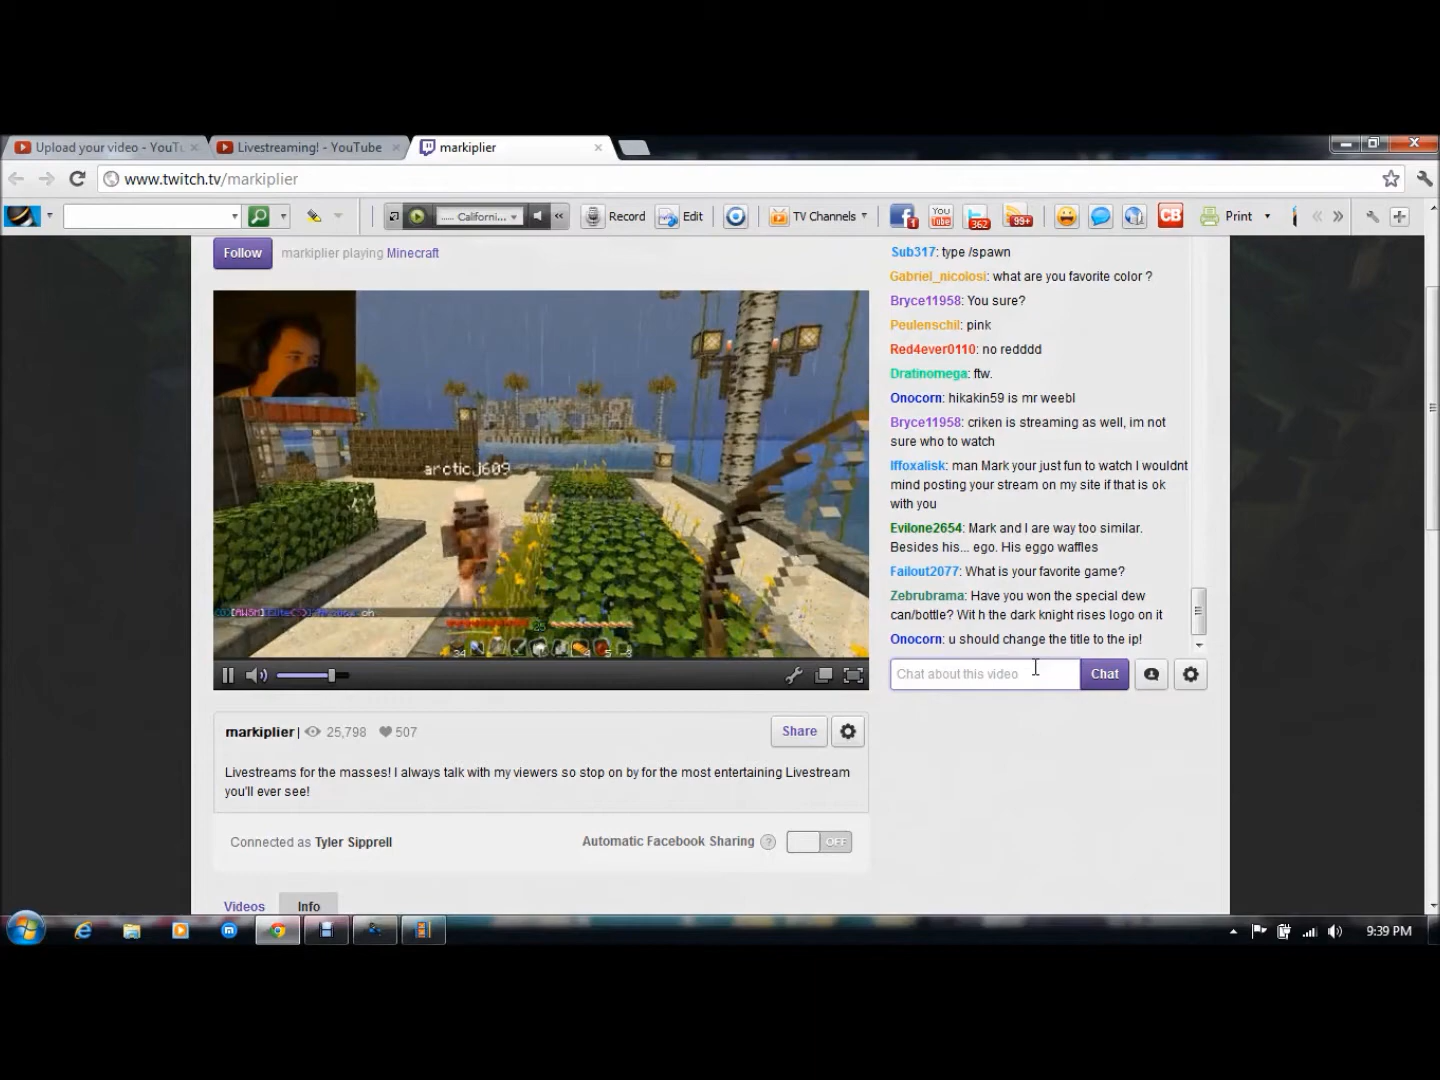 Upload your video - YouTu
Livestreaming! - YouTube
markiplier
www.twitch.tv/markiplier
..... Californi...
Record
Edit
TV Channels
1
You Tube
362
99+
CB
Print
Follow
markiplier playing Minecraft
arcticj609
34
4
5
markiplier | 25,798 507
Share
Livestreams for the masses! I always talk with my viewers so stop on by for the most entertaining Livestream
you'll ever see!
Connected as Tyler Sipprell
Automatic Facebook Sharing ? OFF
Videos
Info
Sub317: type /spawn
Gabriel_nicolosi: what are you favorite color ?
Bryce11958: You sure?
Peulenschil: pink
Red4ever0110: no redddd
Dratinomega: ftw.
Onocorn: hikakin59 is mr weebl
Bryce11958: criken is streaming as well, im not
sure who to watch
Iffoxalisk: man Mark your just fun to watch I wouldnt
mind posting your stream on my site if that is ok
with you
Evilone2654: Mark and I are way too similar.
Besides his... ego. His eggo waffles
Failout2077: What is your favorite game?
Zebrubrama: Have you won the special dew
can/bottle? Wit h the dark knight rises logo on it
Onocorn: u should change the title to the ip!
Chat about this video
Chat
9:39 PM